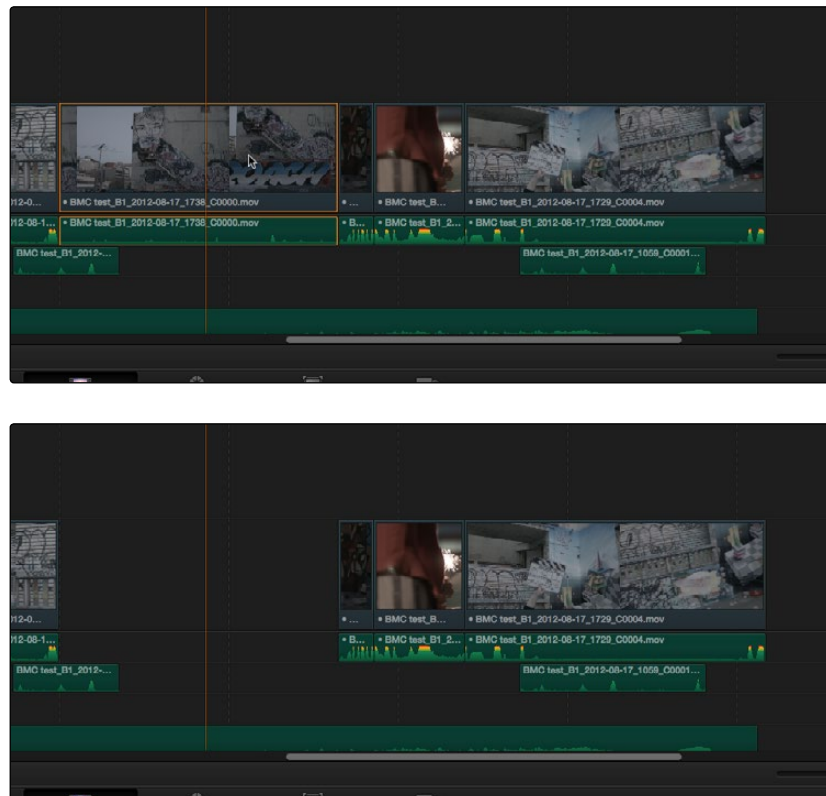 12-0...
• BMC test_B1_2012-08-17_1738_C0000.mov
• ...
• BMC test_B...
• BMC test_B1_2012-08-17_1729_C0004.mov
12-08-1...
• BMC test_B1_2012-08-17_1738_C0000.mov
• B...
• BMC test_B1_2...
• BMC test_B1_2012-08-17_1729_C0004.mov
BMC test_B1_2012-...
BMC test_B1_2012-08-17_1059_C0001...
12-0...
• ...
• BMC test_B...
• BMC test_B1_2012-08-17_1729_C0004.mov
12-08-1...
• B...
• BMC test_B1_2...
• BMC test_B1_2012-08-17_1729_C0004.mov
BMC test_B1_2012-...
BMC test_B1_2012-08-17_1059_C0001...